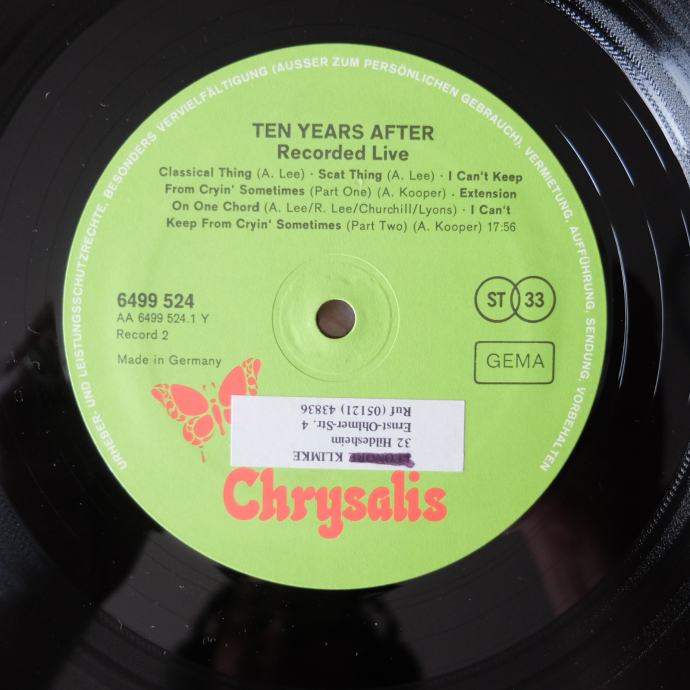 URHEBER- UND LEISTUNGSSCHUTZRECHTE, BESONDERS VERVIELFÄLTIGUNG (AUSSER ZUM PERSÖNLICHEN GEBRAUCH), VERMIETUNG, AUFFÜHRUNG, SENDUNG, VORBEHALTEN
TEN YEARS AFTER
Recorded Live
Classical Thing (A. Lee) · Scat Thing (A. Lee) · I Can't Keep
From Cryin' Sometimes (Part One) (A. Kooper) · Extension
On One Chord (A. Lee/R. Lee/Churchill/Lyons) · I Can't
Keep From Cryin' Sometimes (Part Two) (A. Kooper) 17:56
6499 524
AA 6499 524.1 Y
Record 2
Made in Germany
ST 33
GEMA
KLIMKE
32 Hildesheim
Ernst-Ohlmer-Str. 4
Ruf (05121) 43836
Chrysalis